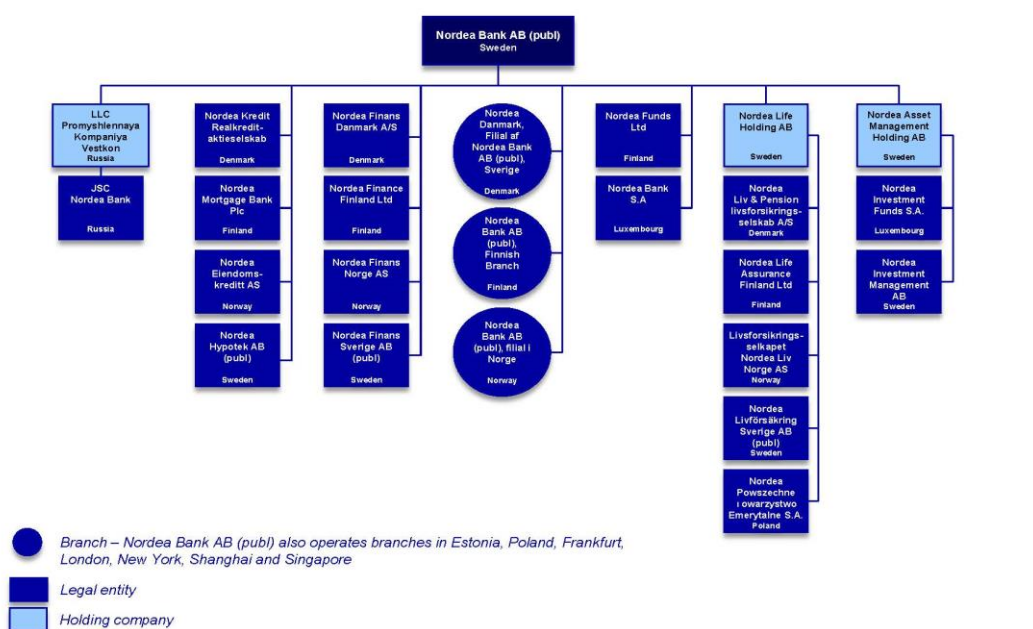 Nordea Bank AB (publ)
Sweden
LLC
Promyshlennaya
Kompaniya
Vestkon
Russia
JSC
Nordea Bank
Russia
Nordea Kredit
Realkredit-
aktieselskab
Denmark
Nordea
Mortgage Bank
Plc
Finland
Nordea
Eiendoms-
kreditt AS
Norway
Nordea
Hypotek AB
(publ)
Sweden
Nordea Finans
Danmark A/S
Denmark
Nordea Finance
Finland Ltd
Finland
Nordea Finans
Norge AS
Norway
Nordea Finans
Sverige AB
(publ)
Sweden
Nordea
Danmark,
Filial af
Nordea Bank
AB (publ),
Sverige
Denmark
Nordea
Bank AB
(publ),
Finnish
Branch
Finland
Nordea
Bank AB
(publ), filial i
Norge
Norway
Nordea Funds
Ltd
Finland
Nordea Bank
S.A
Luxembourg
Nordea Life
Holding AB
Sweden
Nordea
Liv & Pension
livsforsikrings-
selskab A/S
Denmark
Nordea Life
Assurance
Finland Ltd
Finland
Livsforsikrings-
selkapet
Nordea Liv
Norge AS
Norway
Nordea
Livförsäkring
Sverige AB
(publ)
Sweden
Nordea
Powszechne
Towarzystwo
Emerytalne S.A.
Poland
Nordea Asset
Management
Holding AB
Sweden
Nordea
Investment
Funds S.A.
Luxembourg
Nordea
Investment
Management
AB
Sweden
Branch – Nordea Bank AB (publ) also operates branches in Estonia, Poland, Frankfurt,
London, New York, Shanghai and Singapore
Legal entity
Holding company